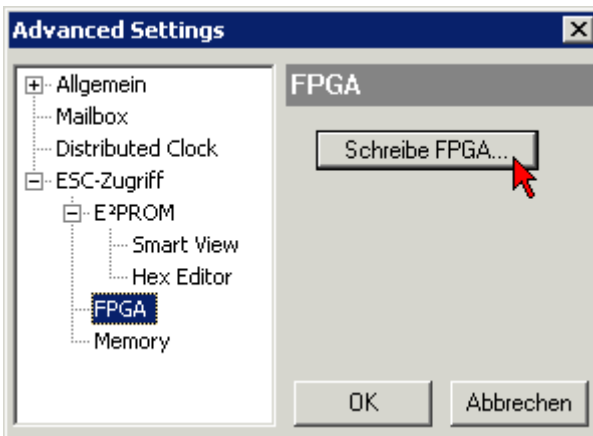 Advanced Settings
Allgemein
Mailbox
Distributed Clock
ESC-Zugriff
E²PROM
Smart View
Hex Editor
FPGA
Memory
FPGA
Schreibe FPGA...
OK
Abbrechen